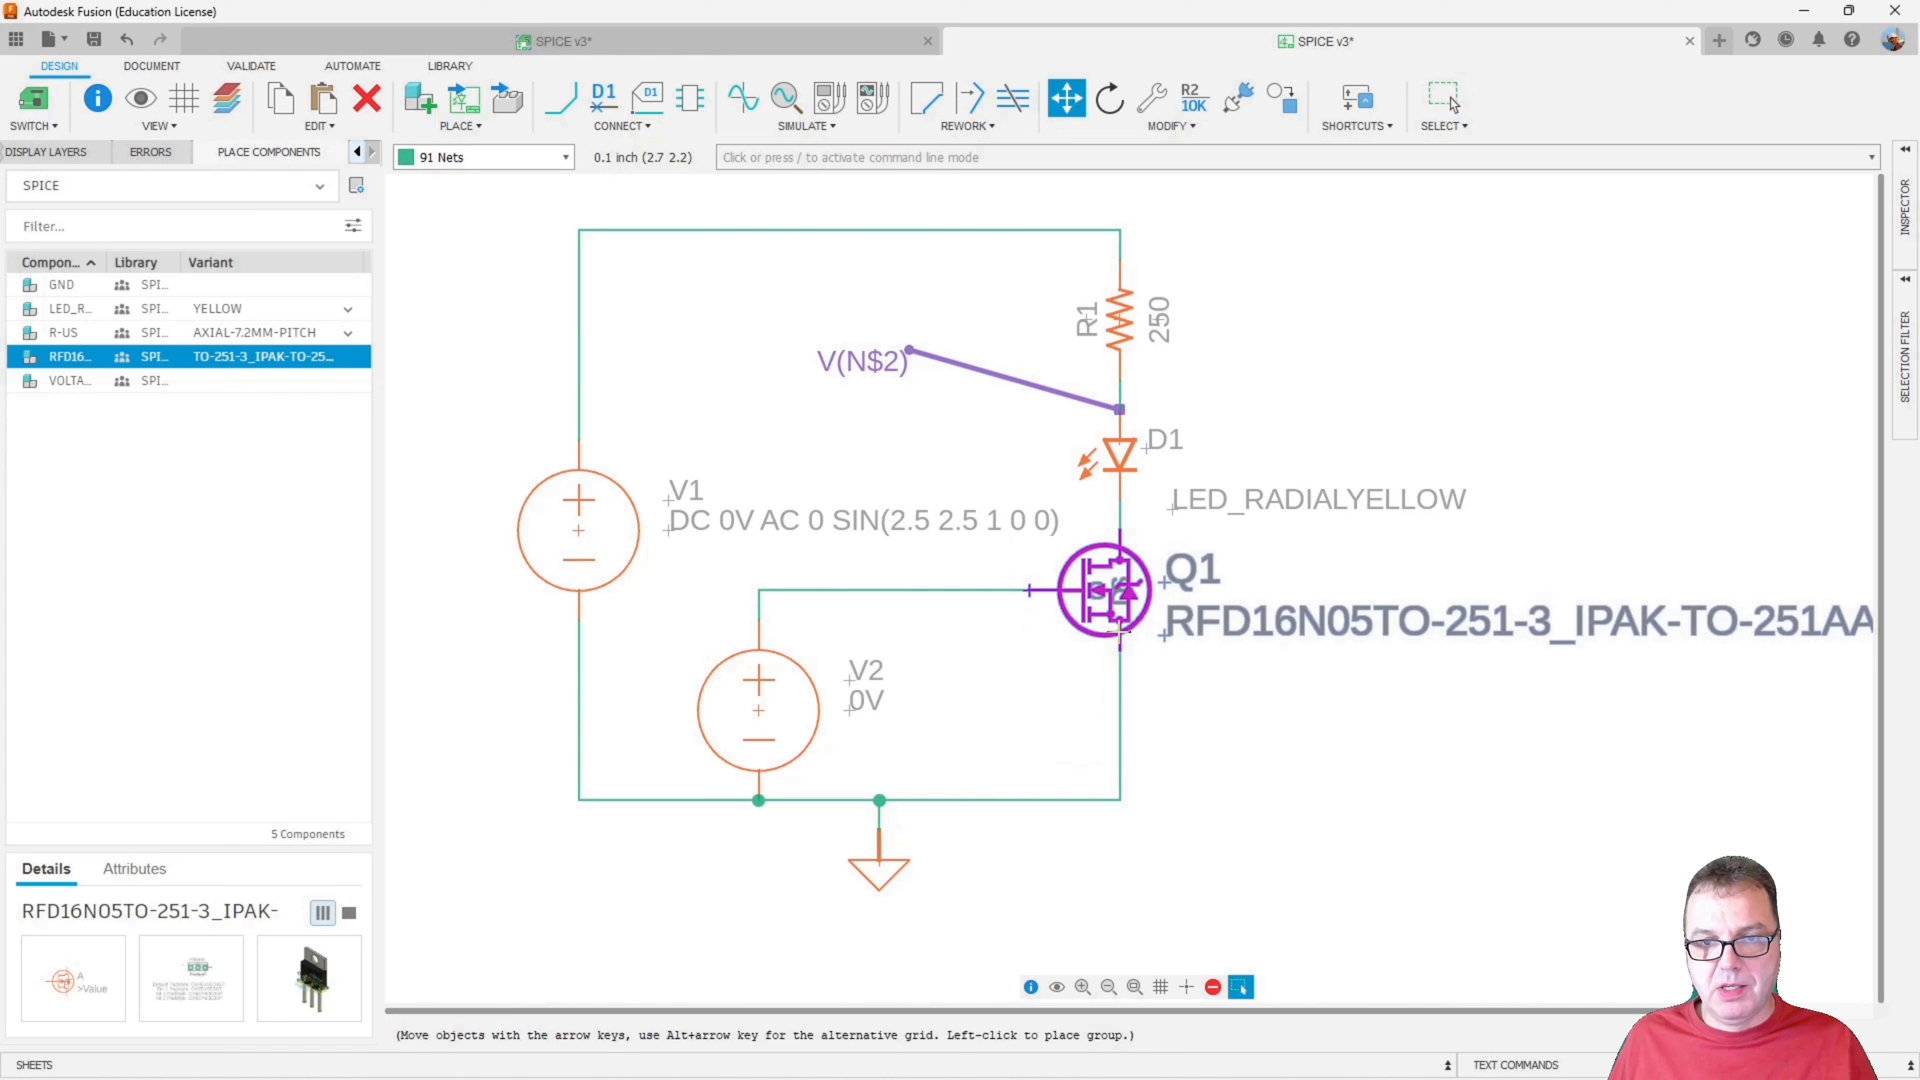 Autodesk Fusion (Education License)
SPICE v3*
SPICE v3*
DESIGN
DOCUMENT
VALIDATE
AUTOMATE
LIBRARY
D1
D1
R2
10K
SWITCH
VIEW
EDIT
PLACE
CONNECT
SIMULATE
REWORK
MODIFY
SHORTCUTS
SELECT
DISPLAY LAYERS
ERRORS
PLACE COMPONENTS
91 Nets
0.1 inch (2.7 2.2)
Click or press / to activate command line mode
SPICE
Filter...
Compon...
Library
Variant
GND
SPI...
LED_R...
SPI...
YELLOW
R-US
SPI...
AXIAL-7.2MM-PITCH
RFD16...
SPI...
TO-251-3_IPAK-TO-25...
VOLTA...
SPI...
5 Components
Details
Attributes
RFD16N05TO-251-3_IPAK-
A
>Value
R1
250
V(N$2)
D1
LED_RADIALYELLOW
V1
DC 0V AC 0 SIN(2.5 2.5 1 0 0)
Q1
RFD16N05TO-251-3_IPAK-TO-251AA
V2
0V
INSPECTOR
SELECTION FILTER
(Move objects with the arrow keys, use Alt+arrow key for the alternative grid. Left-click to place group.)
SHEETS
TEXT COMMANDS